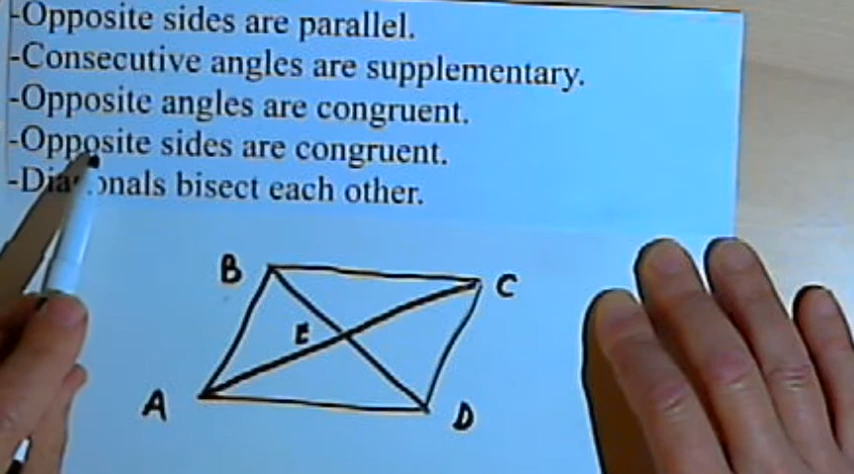 -Opposite sides are parallel.
-Consecutive angles are supplementary.
-Opposite angles are congruent.
-Opposite sides are congruent.
-Diagonals bisect each other.
B
C
E
A
D